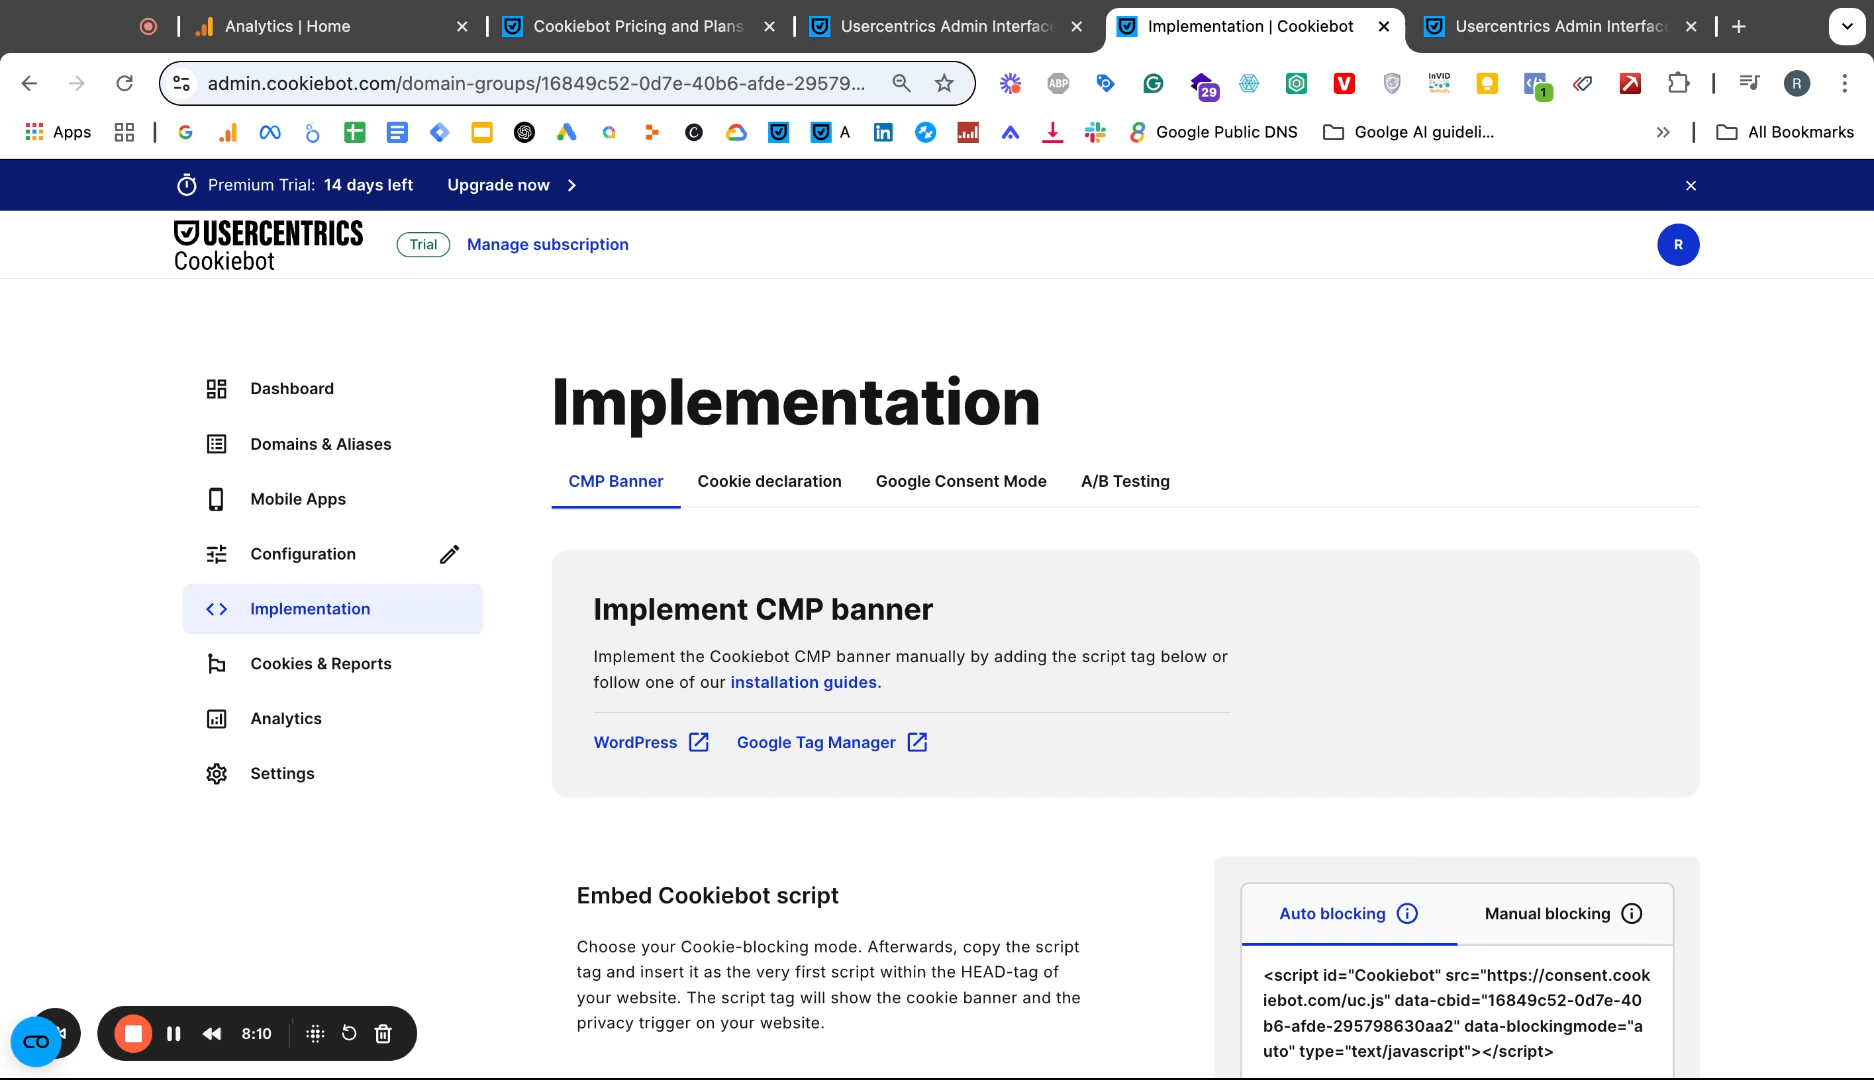 Analytics | Home
Cookiebot Pricing and Plans
Usercentrics Admin Interface
Implementation | Cookiebot
Usercentrics Admin Interface
admin.cookiebot.com/domain-groups/16849c52-0d7e-40b6-afde-29579...
ABP
29
V
InVID
1
R
Apps
A
Google Public DNS
Goolge AI guideli...
All Bookmarks
Premium Trial: 14 days left
Upgrade now
USERCENTRICS
Cookiebot
Trial
Manage subscription
R
Dashboard
Domains & Aliases
Mobile Apps
Configuration
Implementation
Cookies & Reports
Analytics
Settings
Implementation
CMP Banner
Cookie declaration
Google Consent Mode
A/B Testing
Implement CMP banner
Implement the Cookiebot CMP banner manually by adding the script tag below or
follow one of our installation guides.
WordPress
Google Tag Manager
Embed Cookiebot script
Choose your Cookie-blocking mode. Afterwards, copy the script
tag and insert it as the very first script within the HEAD-tag of
your website. The script tag will show the cookie banner and the
privacy trigger on your website.
Auto blocking
Manual blocking
<script id="Cookiebot" src="https://consent.cook
iebot.com/uc.js" data-cbid="16849c52-0d7e-40
b6-afde-295798630aa2" data-blockingmode="a
uto" type="text/javascript"></script>
8:10